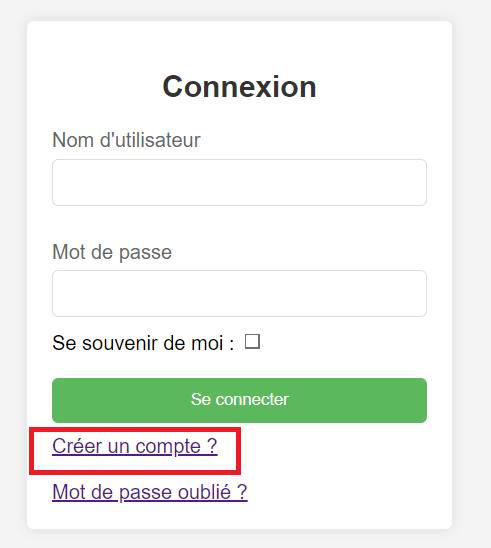 Connexion
Nom d'utilisateur
Mot de passe
Se souvenir de moi :
Se connecter
Créer un compte ?
Mot de passe oublié ?